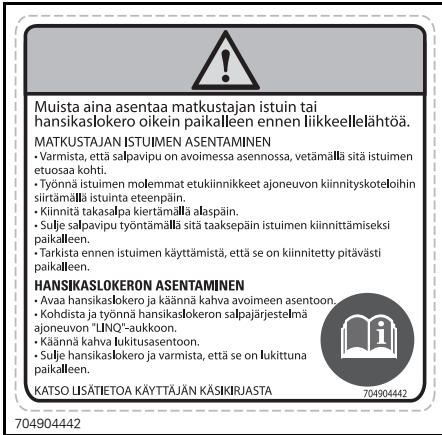 Muista aina asentaa matkustajan istuin tai
hansikaslokero oikein paikalleen ennen liikkeellelähtöä.
MATKUSTAJAN ISTUIMEN ASENTAMINEN
• Varmista, että salpavipu on avoimessa asennossa, vetämällä sitä istuimen
etuosaa kohti.
• Työnnä istuimen molemmat etukiinnikkeet ajoneuvon kiinnityskoteloihin
siirtämällä istuinta eteenpäin.
• Kiinnitä takasalpa kiertämällä alaspäin.
• Sulje salpavipu työntämällä sitä taaksepäin istuimen kiinnittämiseksi
paikalleen.
• Tarkista ennen istuimen käyttämistä, että se on kiinnitetty pitävästi
paikalleen.
HANSIKASLOKERON ASENTAMINEN
• Avaa hansikaslokero ja käännä kahva avoimeen asentoon.
• Kohdista ja työnnä hansikaslokeron salpajärjestelmä
ajoneuvon "LINQ"-aukkoon.
• Käännä kahva lukitusasentoon.
• Sulje hansikaslokero ja varmista, että se on lukittuna
paikalleen.
KATSO LISÄTIETOA KÄYTTÄJÄN KÄSIKIRJASTA
704904442
704904442